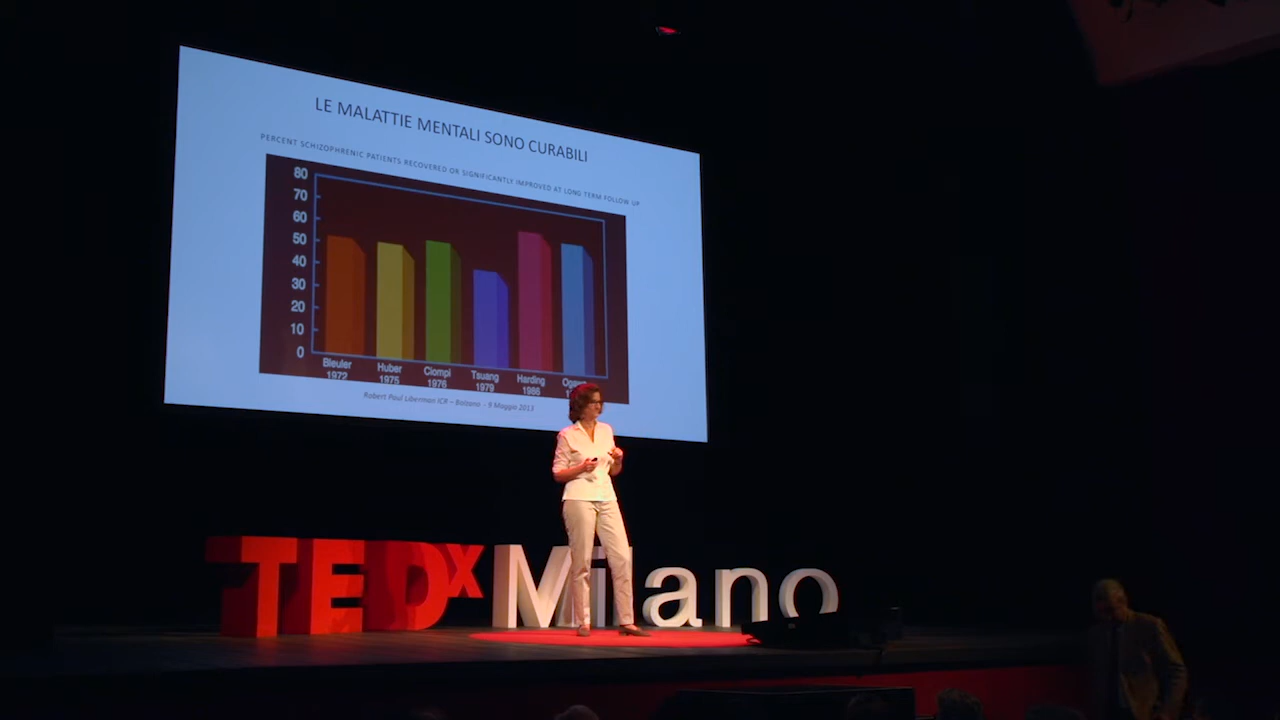 LE MALATTIE MENTALI SONO CURABILI
PERCENT SCHIZOPHRENIC PATIENTS RECOVERED OR SIGNIFICANTLY IMPROVED AT LONG TERM FOLLOW UP
80
70
60
50
40
30
20
10
0
Bleuler Huber Ciompi Tsuang Harding
1972 1975 1976 1979 1986
Robert Paul Liberman ICR – Bolzano - 9 Maggio 2013
TEDx Milano